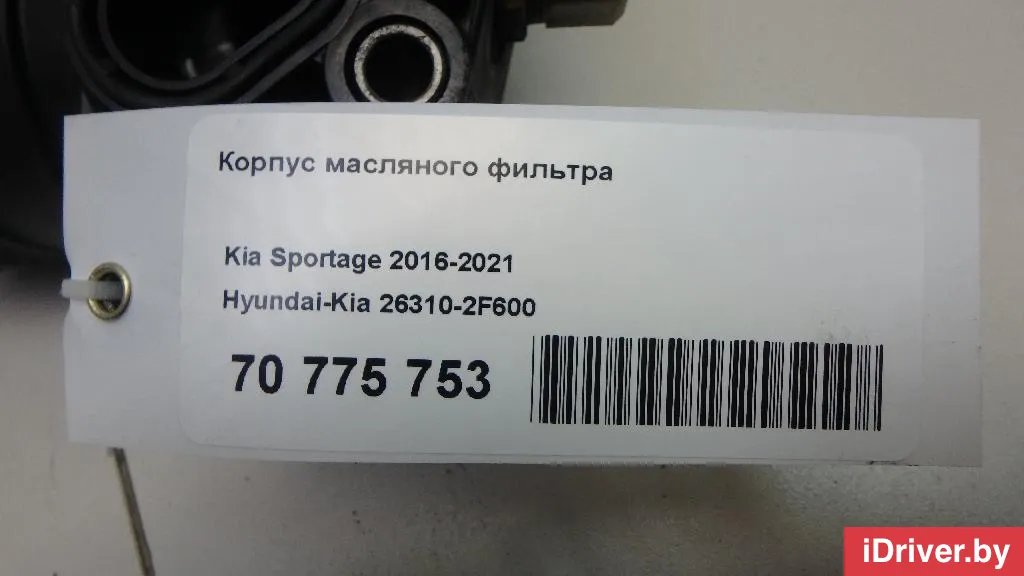 Корпус масляного фильтра
Kia Sportage 2016-2021
Hyundai-Kia 26310-2F600
70 775 753
iDriver.by